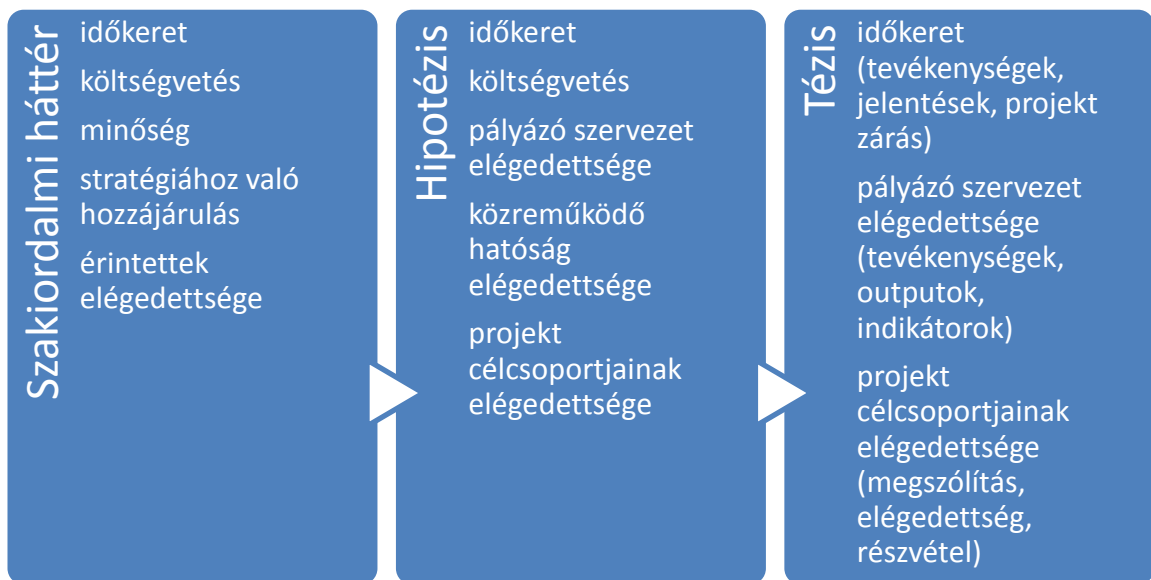 Szakiordalmi háttér
időkeret
költségvetés
minőség
stratégiához való
hozzájárulás
érintettek
elégedettsége
Hipotézis
időkeret
költségvetés
pályázó szervezet
elégedettsége
közreműködő
hatóság
elégedettsége
projekt
célcsoportjainak
elégedettsége
Tézis
időkeret
(tevékenységek,
jelentések, projekt
zárás)
pályázó szervezet
elégedettsége
(tevékenységek,
outputok,
indikátorok)
projekt
célcsoportjainak
elégedettsége
(megszólítás,
elégedettség,
részvétel)